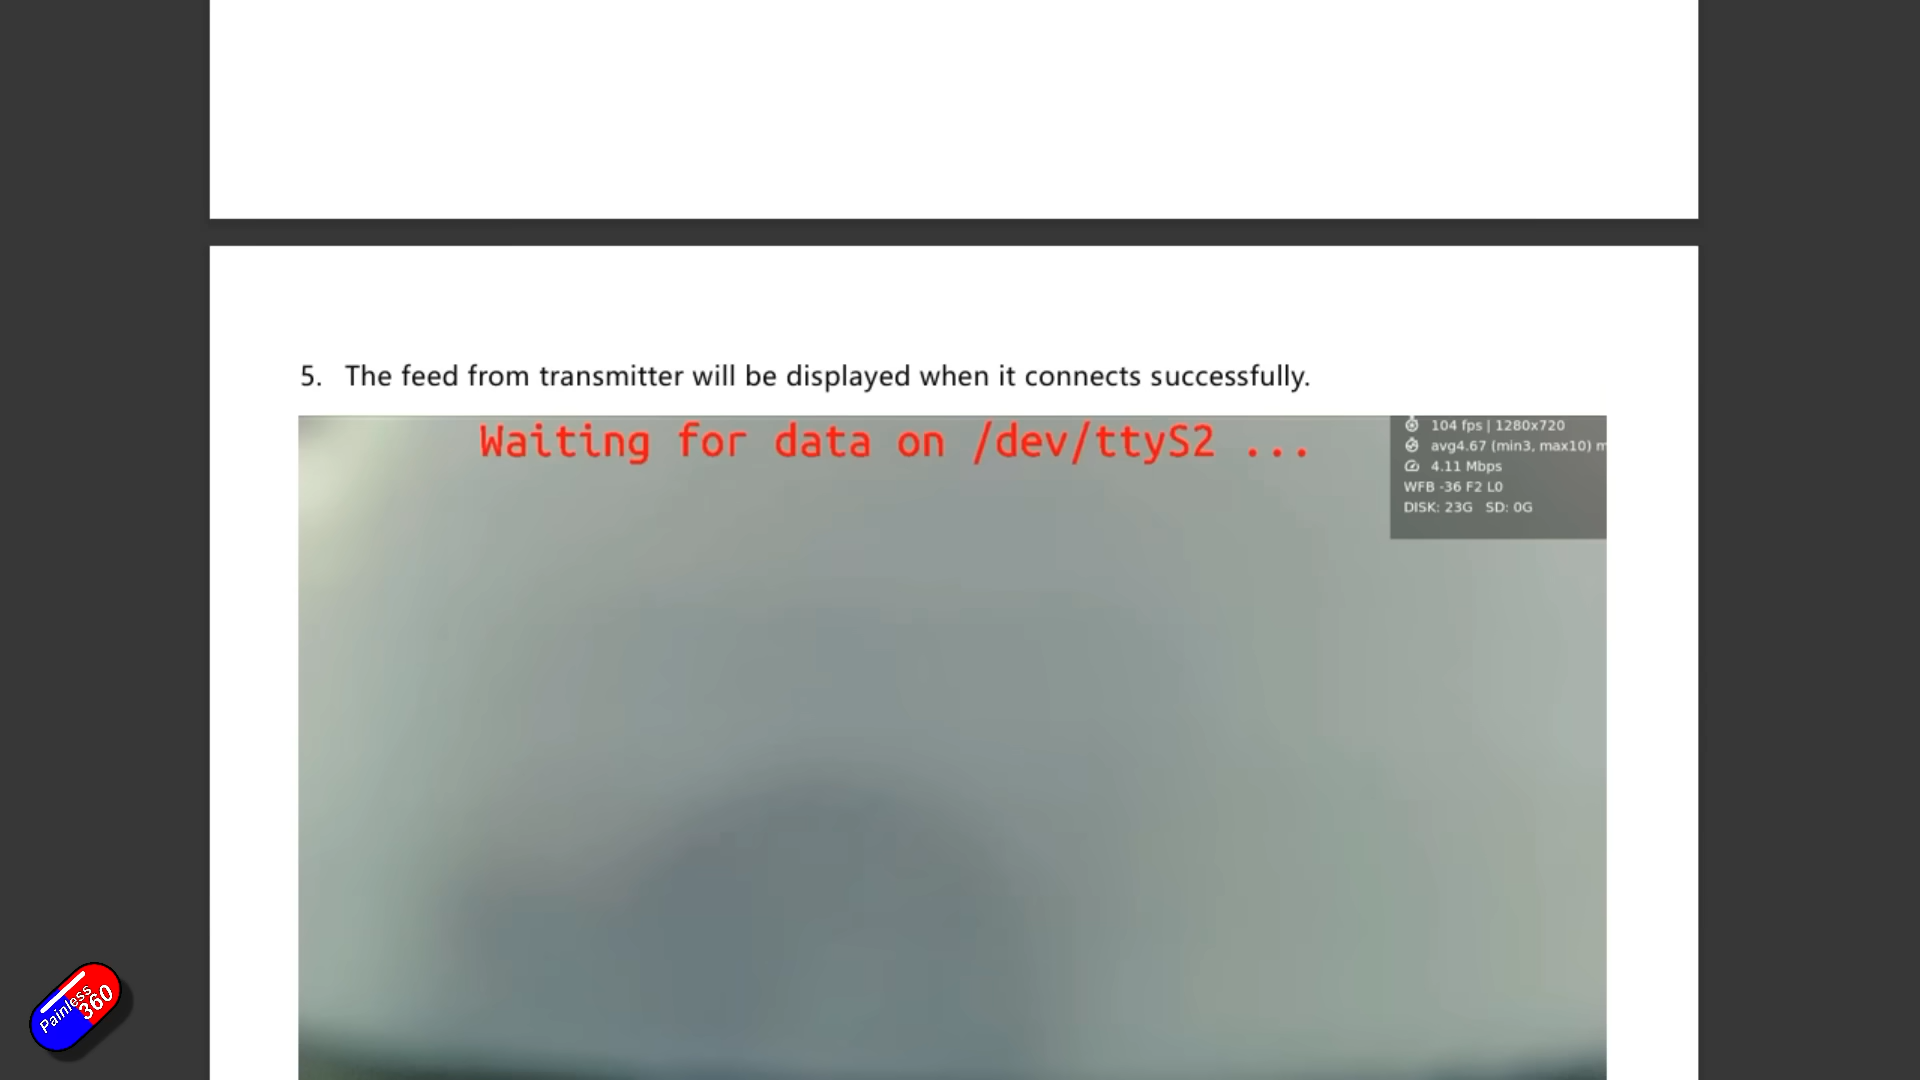 5. The feed from transmitter will be displayed when it connects successfully.
Waiting for data on /dev/ttyS2 ...
104 fps | 1280x720
avg4.67 (min3, max10) m
4.11 Mbps
WFB -36 F2 L0
DISK: 23G SD: 0G
Painless
360